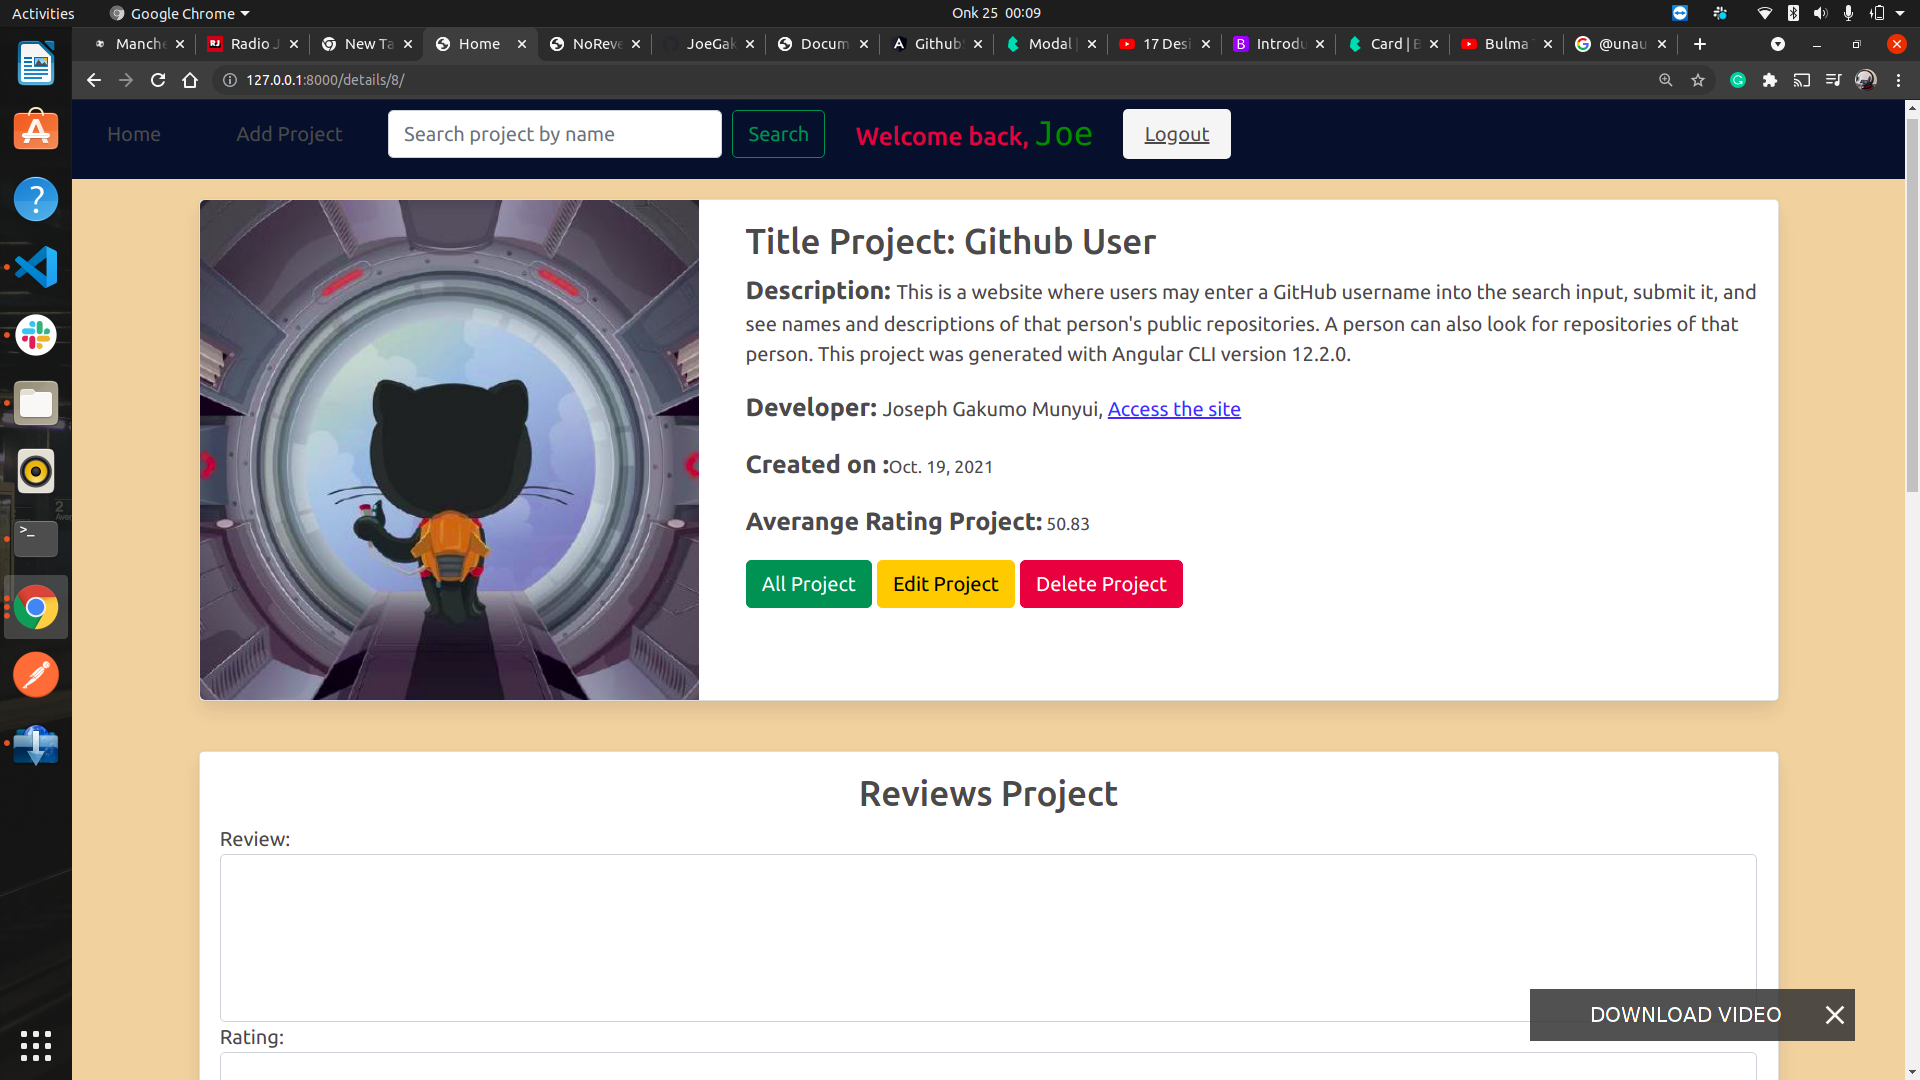 Activities Google Chrome Onk 25 00:09
Manche Radio J New Ta Home NoReve JoeGak Docum Github Modal | 17 Desi Introdu Card | B Bulma @unau
127.0.0.1:8000/details/8/
Home Add Project Search project by name Search Welcome back, Joe Logout
Title Project: Github User
Description: This is a website where users may enter a GitHub username into the search input, submit it, and
see names and descriptions of that person's public repositories. A person can also look for repositories of that
person. This project was generated with Angular CLI version 12.2.0.
Developer: Joseph Gakumo Munyui, Access the site
Created on :Oct. 19, 2021
Averange Rating Project: 50.83
All Project Edit Project Delete Project
Reviews Project
Review:
DOWNLOAD VIDEO
Rating: